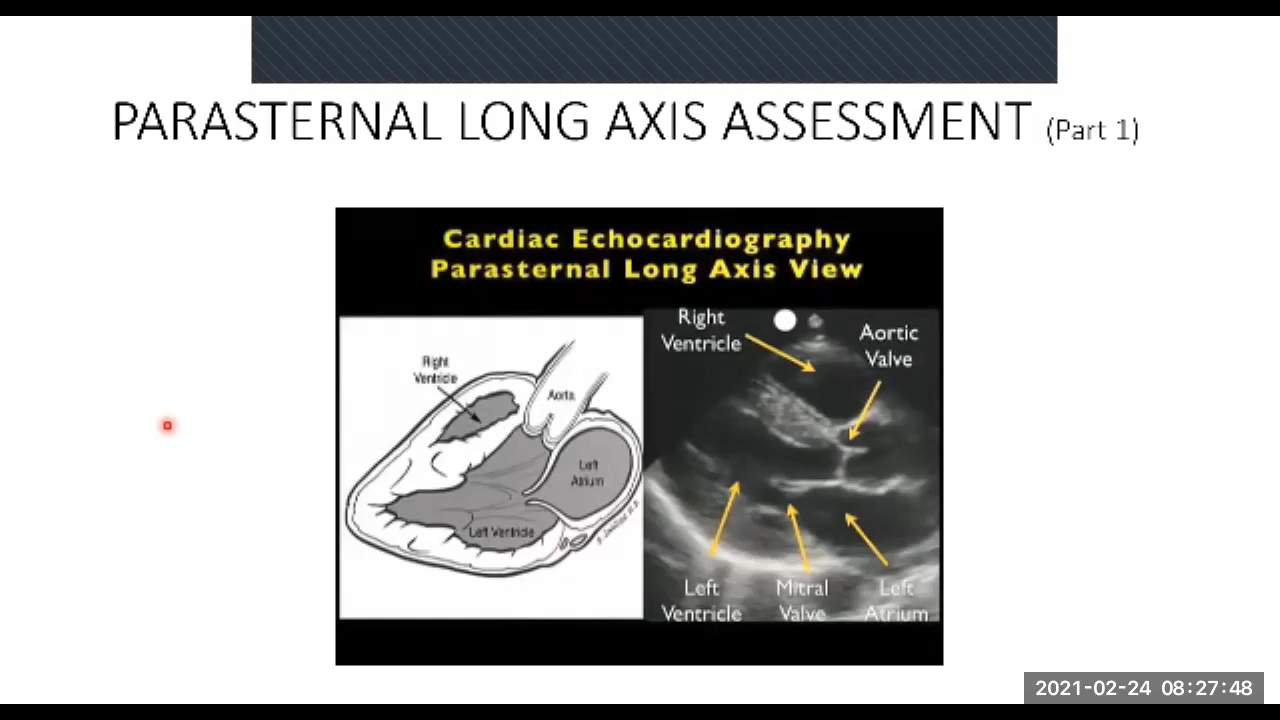 PARASTERNAL LONG AXIS ASSESSMENT (Part 1)
Cardiac Echocardiography
Parasternal Long Axis View
Right
Ventricle
Aorta
Left
Atrium
Left Ventricle
Right
Ventricle
Aortic
Valve
Left
Ventricle
Mitral
Valve
Left
Atrium
2021-02-24 08:27:48